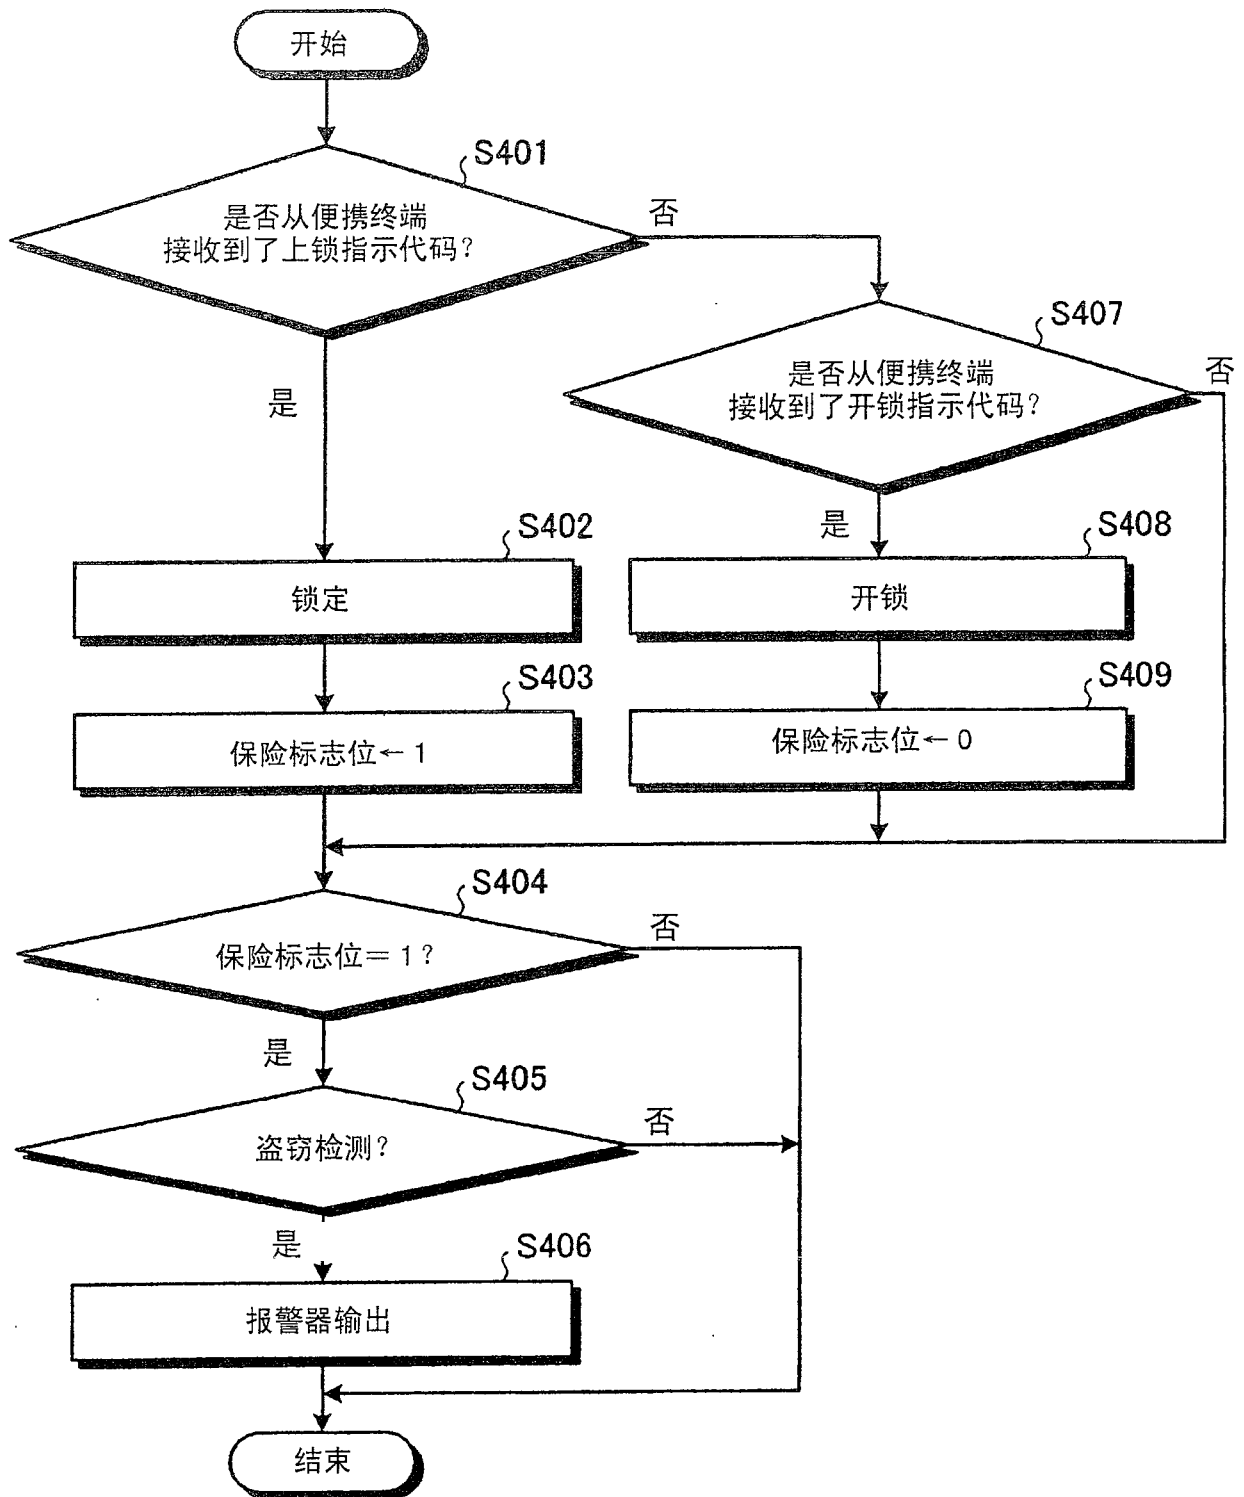 开始
S401
是否从便携终端
接收到了上锁指示代码？
否
S407
是否从便携终端
接收到了开锁指示代码？
否
是
是
S402
锁定
S408
开锁
S403
保险标志位←1
S409
保险标志位←0
S404
保险标志位＝1？
否
是
S405
盗窃检测？
否
是
S406
报警器输出
结束